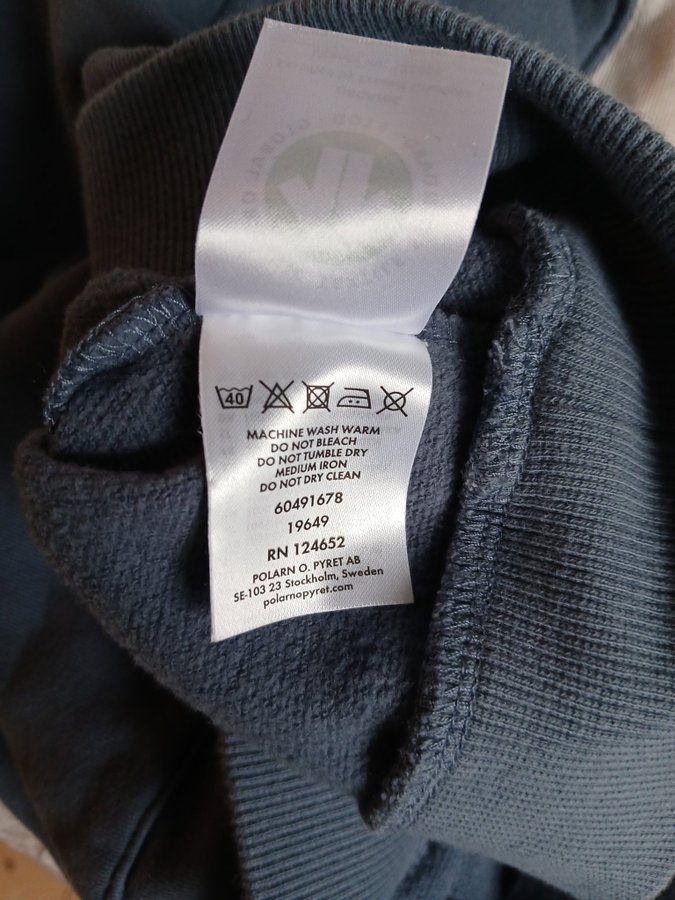 40
MACHINE WASH WARM
DO NOT BLEACH
DO NOT TUMBLE DRY
MEDIUM IRON
DO NOT DRY CLEAN
60491678
19649
RN 124652
POLARN O. PYRET AB
SE-103 23 Stockholm, Sweden
polarnopyret.com